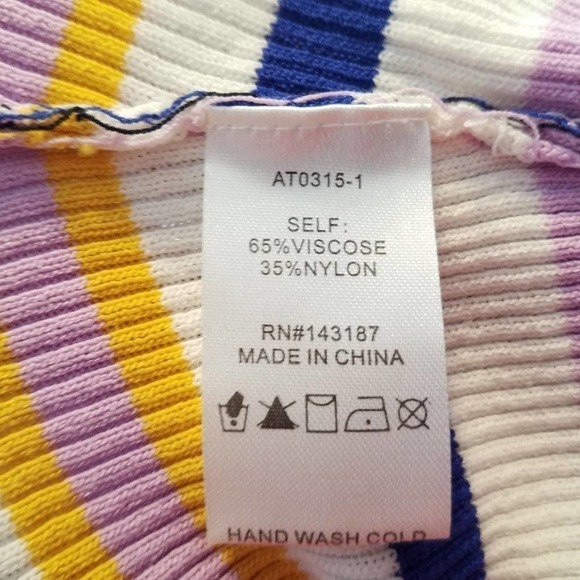 AT0315-1
SELF:
65%VISCOSE
35%NYLON
RN#143187
MADE IN CHINA
HAND WASH COLD